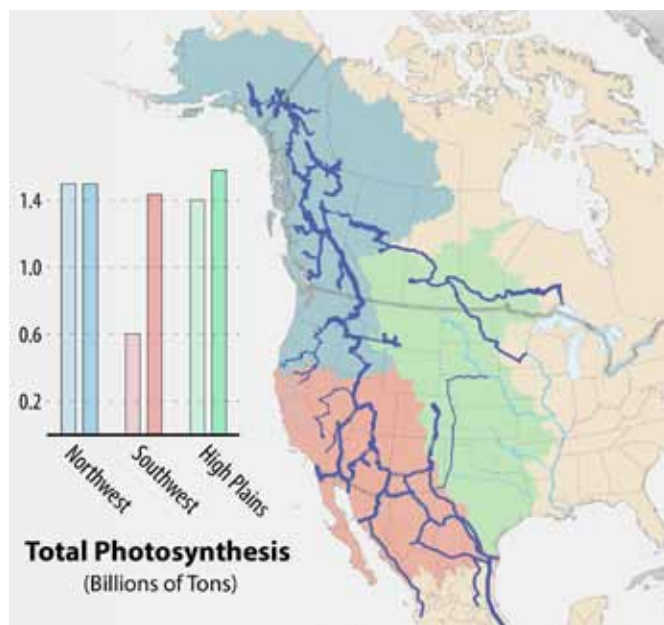 1.4
1.0
0.6
0.2
Northwest
Southwest
High Plains
Total Photosynthesis
(Billions of Tons)